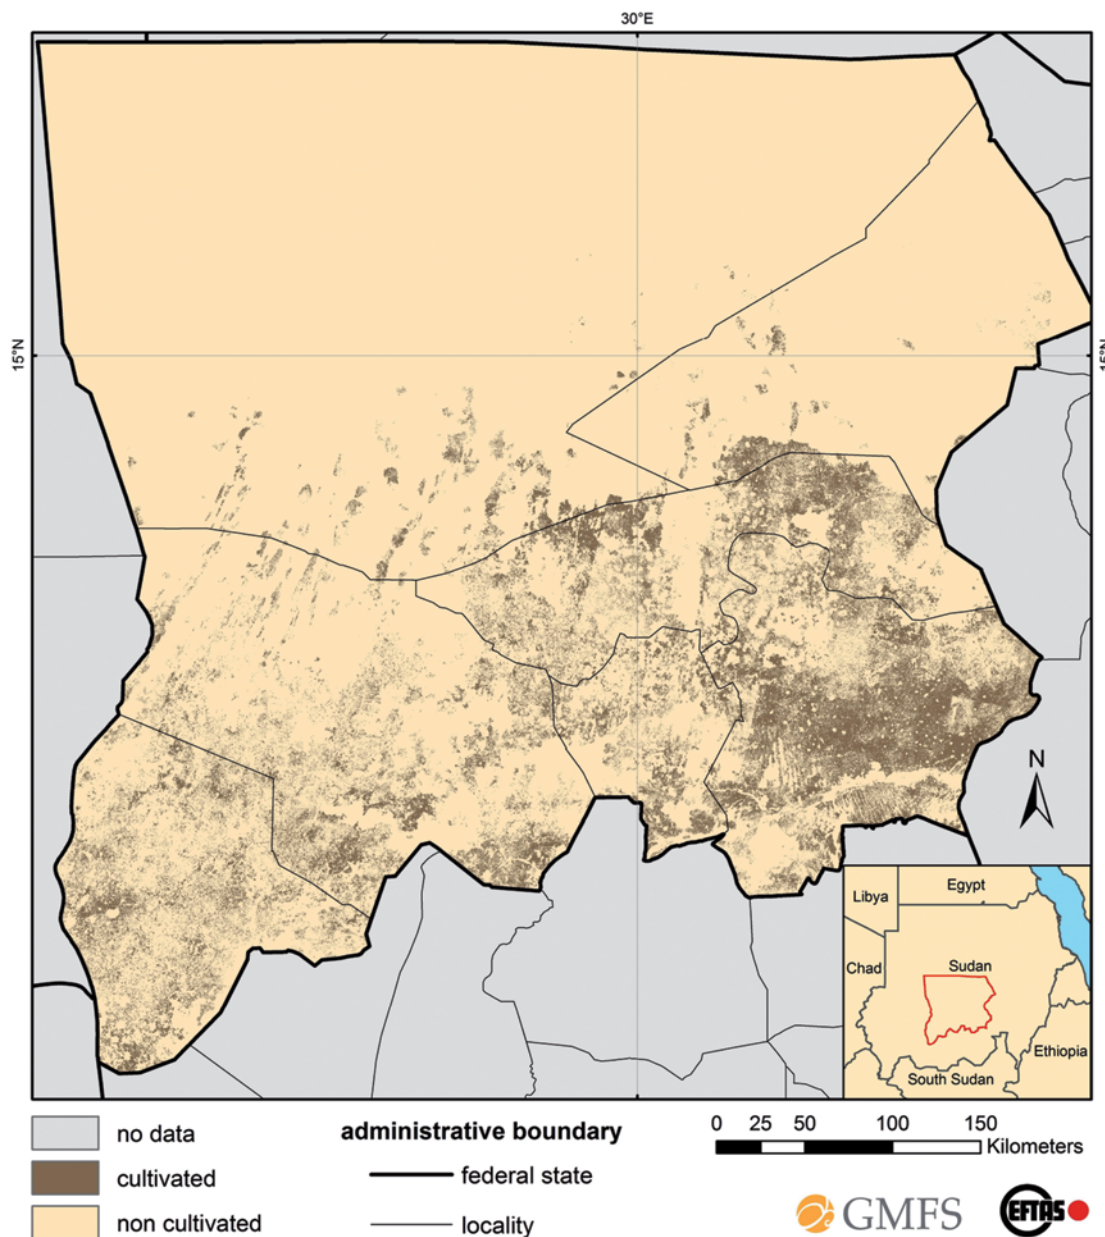 30°E
15°N
15°N
N
Libya
Egypt
Chad
Sudan
Ethiopia
South Sudan
no data
cultivated
non cultivated
administrative boundary
federal state
locality
0 25 50 100 150
Kilometers
GMFS
EFTAS